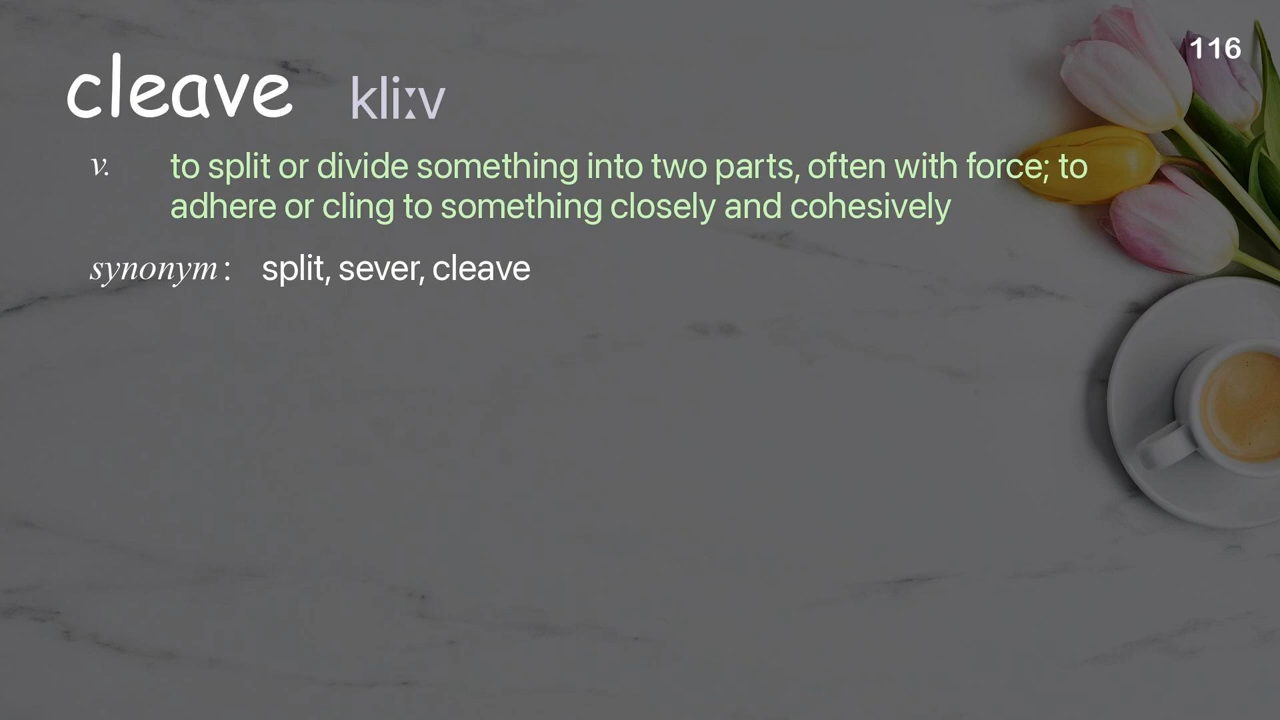 116
cleave kliːv
v. to split or divide something into two parts, often with force; to
adhere or cling to something closely and cohesively
synonym: split, sever, cleave